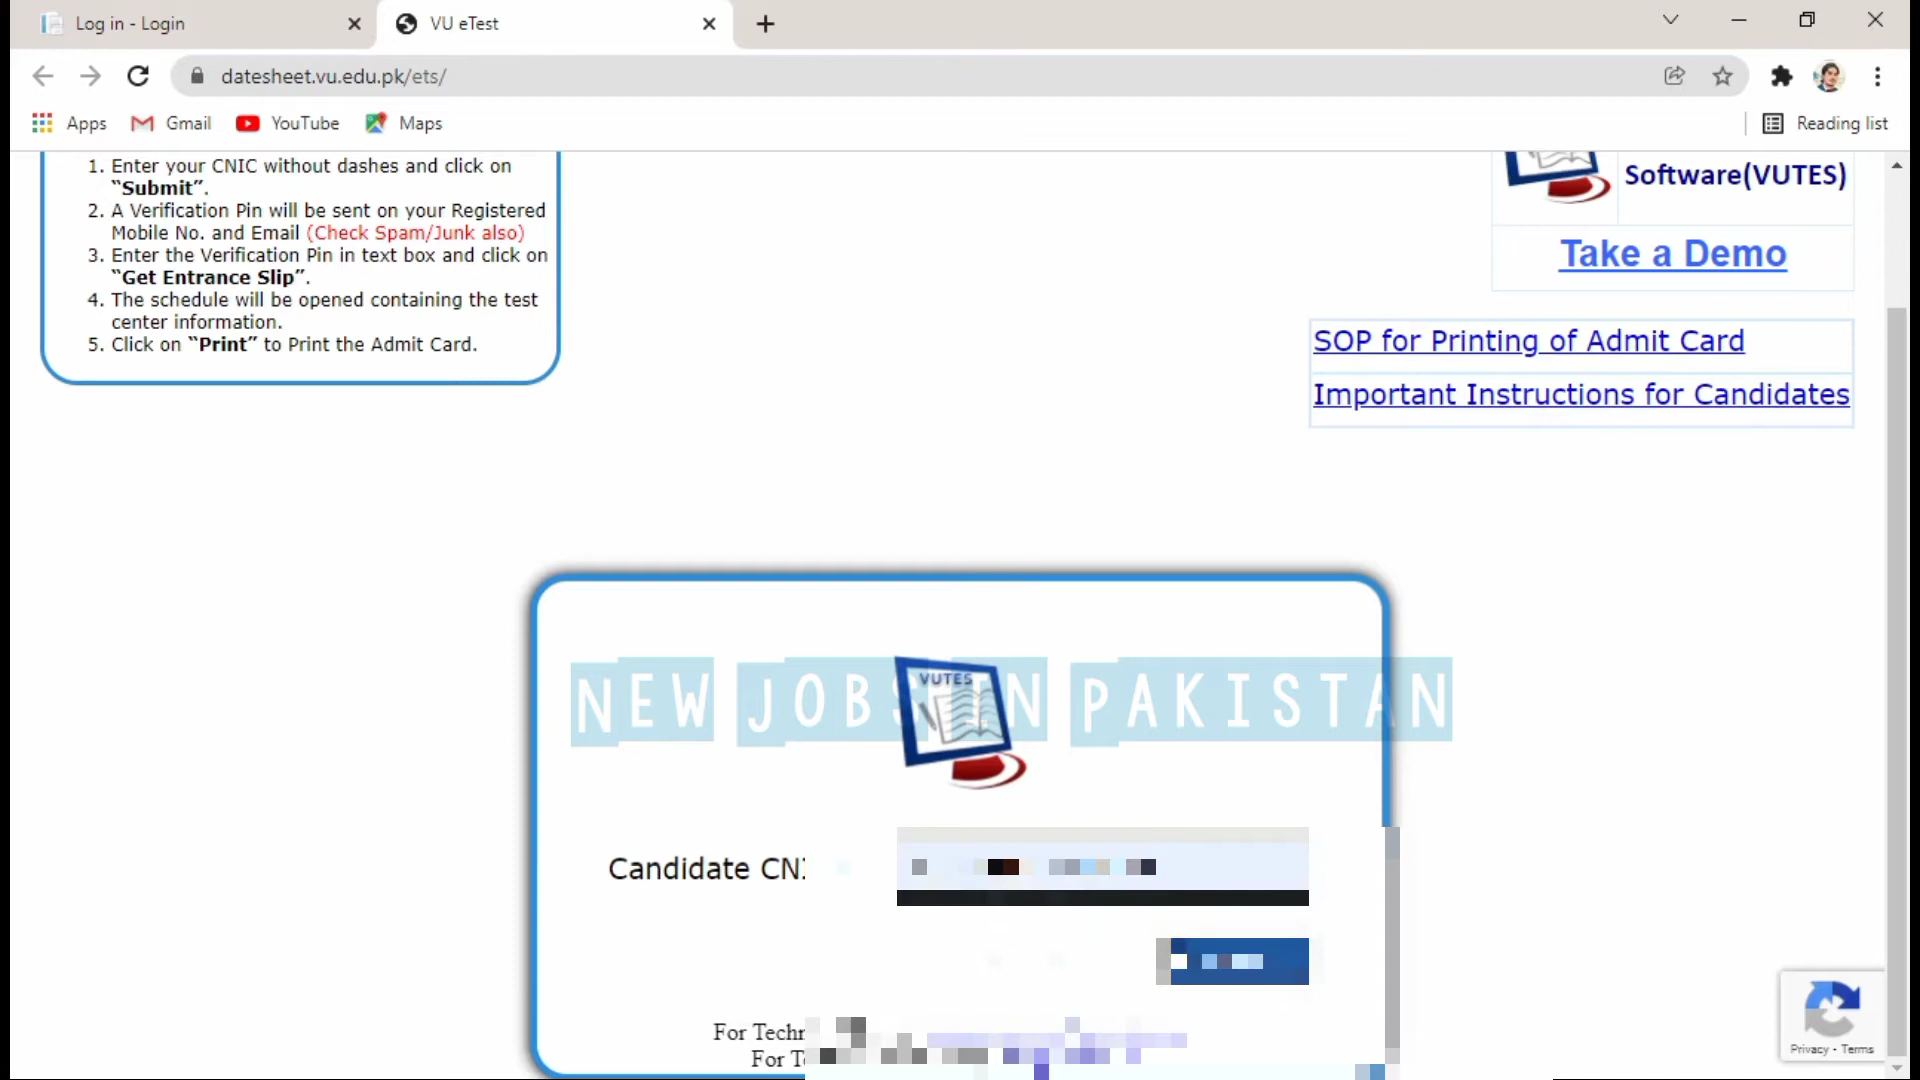 Log in - Login
VU eTest
datesheet.vu.edu.pk/ets/
Apps
Gmail
YouTube
Maps
Reading list
1. Enter your CNIC without dashes and click on
“Submit”.
2. A Verification Pin will be sent on your Registered
Mobile No. and Email (Check Spam/Junk also)
3. Enter the Verification Pin in text box and click on
“Get Entrance Slip”.
4. The schedule will be opened containing the test
center information.
5. Click on “Print” to Print the Admit Card.
Software(VUTES)
Take a Demo
SOP for Printing of Admit Card
Important Instructions for Candidates
NEW JOBS IN PAKISTAN
VUTES
Candidate
For
For
Privacy - Terms